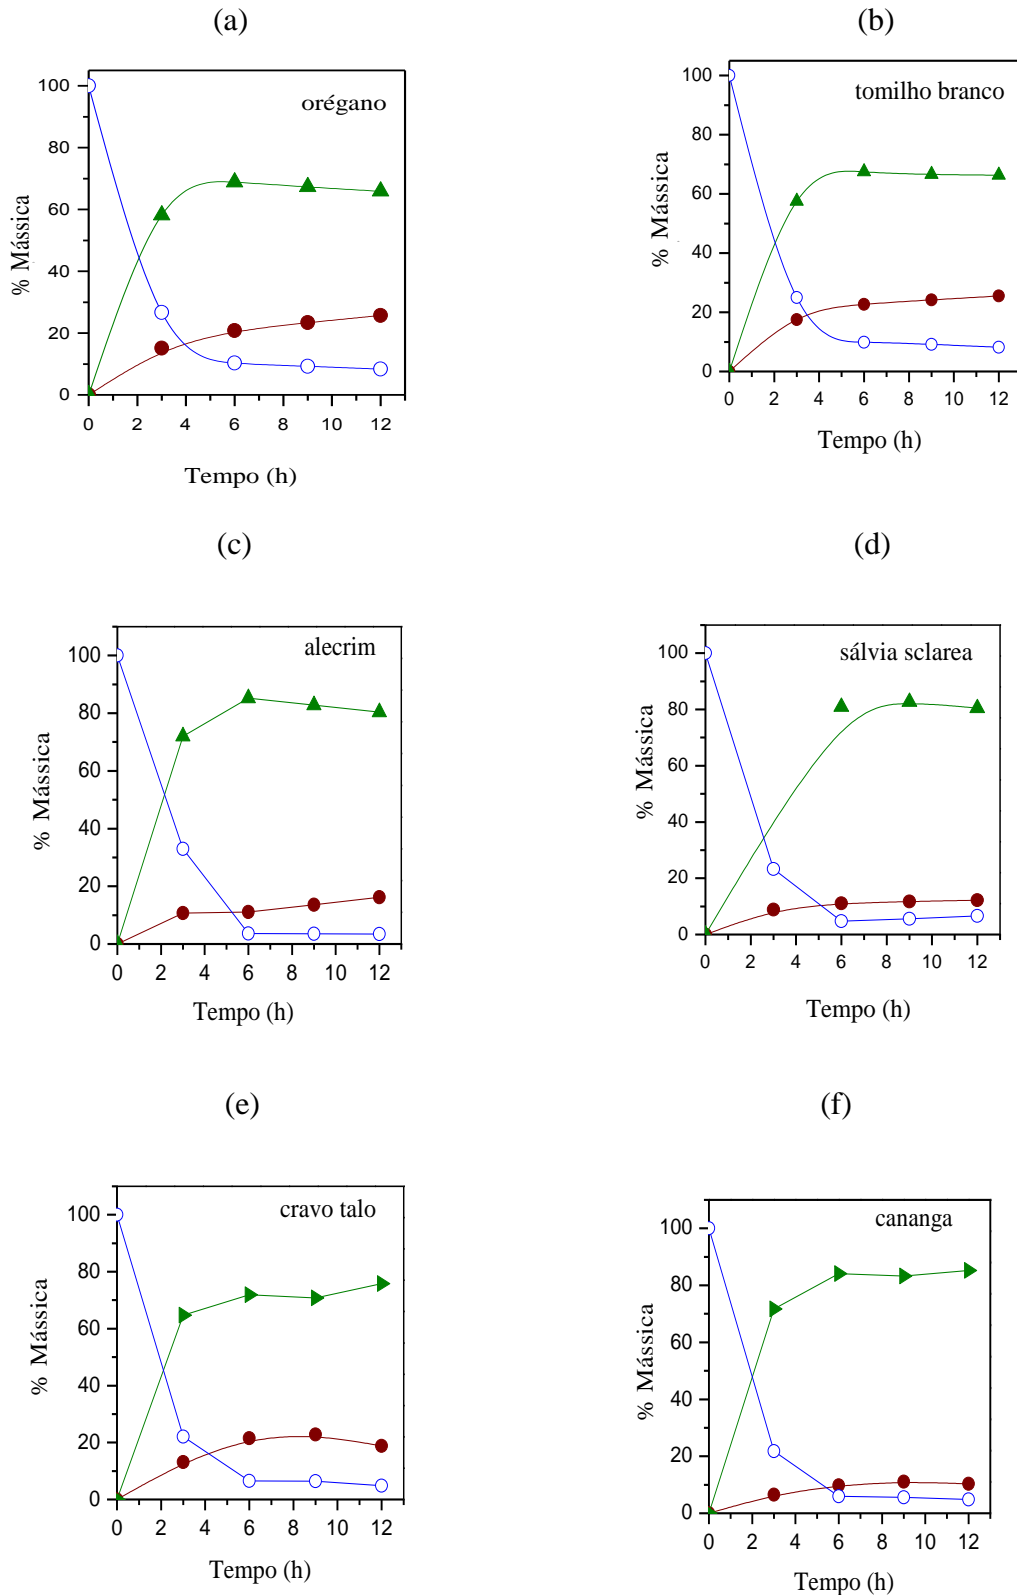 (a)
orégano
% Mássica
100
80
60
40
20
0
0 2 4 6 8 10 12
Tempo (h)
(b)
tomilho branco
% Mássica
100
80
60
40
20
0
0 2 4 6 8 10 12
Tempo (h)
(c)
alecrim
% Mássica
100
80
60
40
20
0
0 2 4 6 8 10 12
Tempo (h)
(d)
sálvia sclarea
% Mássica
100
80
60
40
20
0
0 2 4 6 8 10 12
Tempo (h)
(e)
cravo talo
% Mássica
100
80
60
40
20
0
0 2 4 6 8 10 12
Tempo (h)
(f)
cananga
% Mássica
100
80
60
40
20
0
0 2 4 6 8 10 12
Tempo (h)